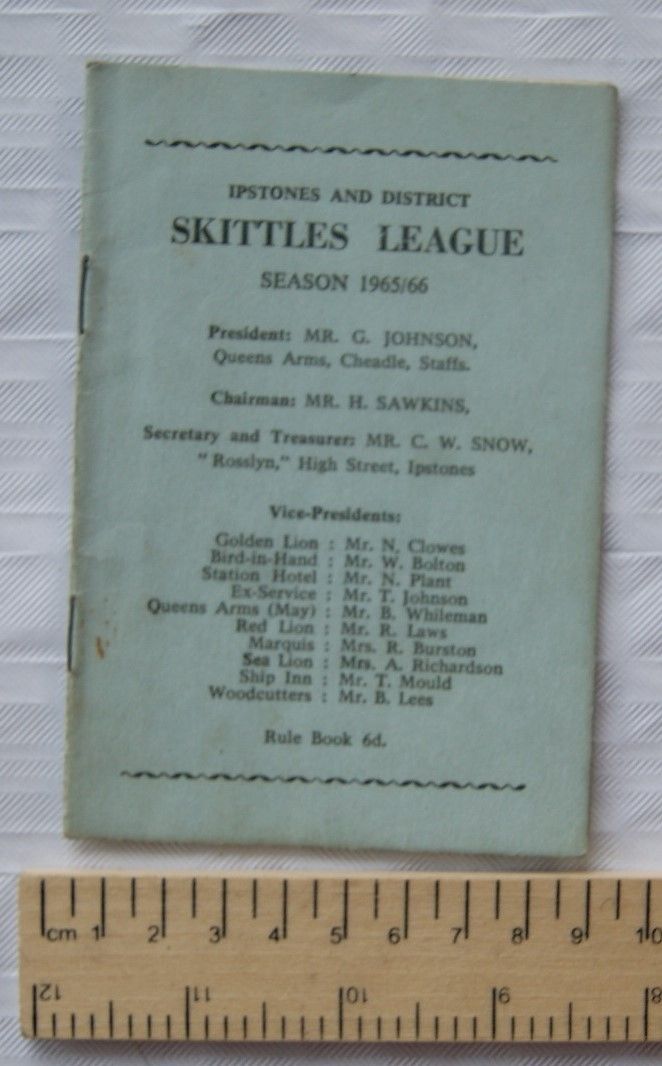 IPSTONES AND DISTRICT
SKITTLES LEAGUE
SEASON 1965/66
President: MR. G. JOHNSON,
Queens Arms, Cheadle, Staffs.
Chairman: MR. H. SAWKINS,
Secretary and Treasurer: MR. C. W. SNOW,
"Rosslyn," High Street, Ipstones
Vice-Presidents:
Golden Lion : Mr. N. Clowes
Bird-in-Hand : Mr. W. Bolton
Station Hotel : Mr. N. Plant
Ex-Service : Mr. T. Johnson
Queens Arms (May) : Mr. B. Whileman
Red Lion : Mr. R. Laws
Marquis : Mrs. R. Burston
Sea Lion : Mrs. A. Richardson
Ship Inn : Mr. T. Mould
Woodcutters : Mr. B. Lees
Rule Book 6d.
cm 1 2 3 4 5 6 7 8 9 10
12 11 10 9 8